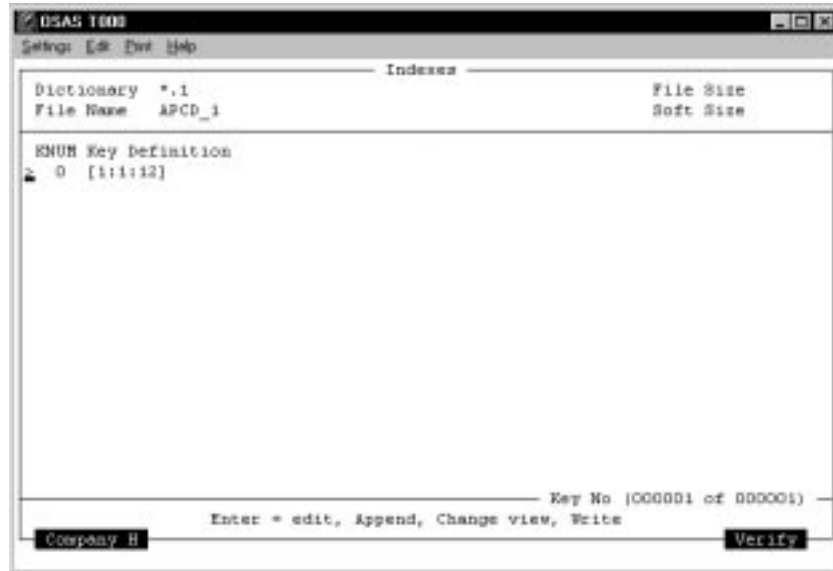 OSAS T000
Settings Edit Print Help
Indexes
Dictionary *.1 File Size
File Name APCD_1 Soft Size
KNUM Key Definition
> 0 [1:1:12]
Key No (000001 of 000001)
Enter = edit, Append, Change view, Write
Company H Verify